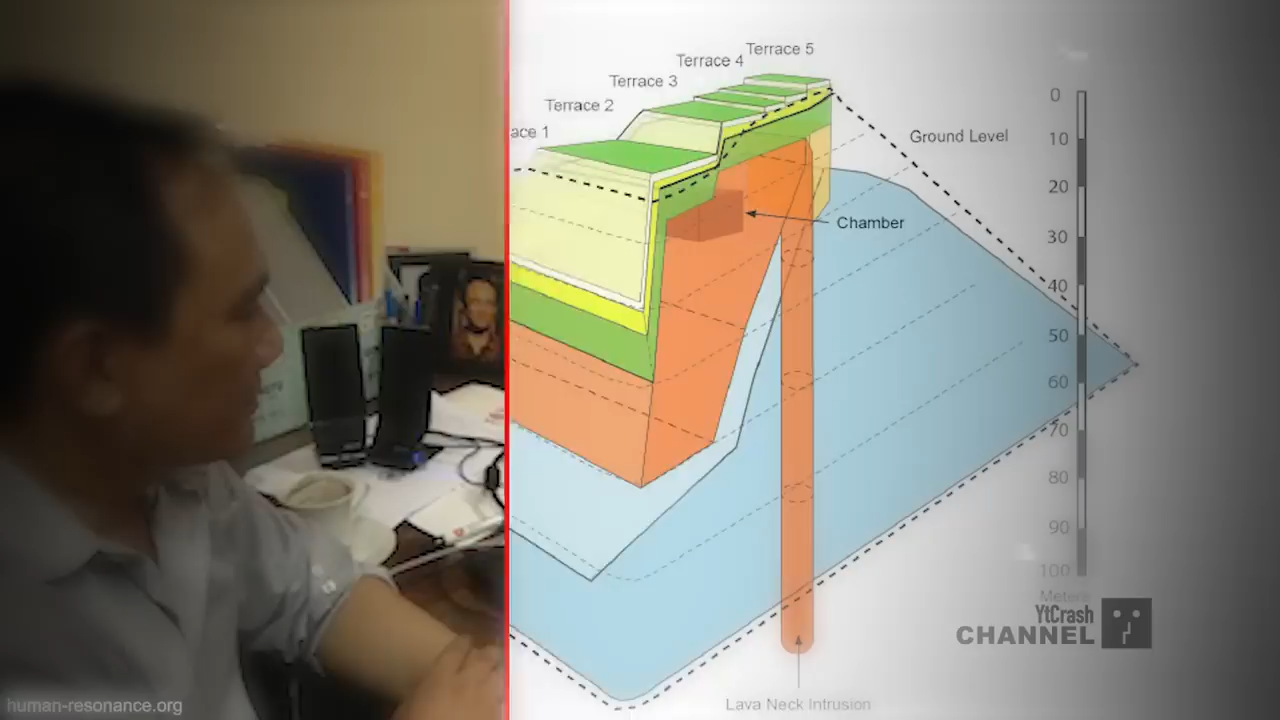 Terrace 5
Terrace 4
Terrace 3
Terrace 2
ace 1
Ground Level
Chamber
0
10
20
30
40
50
60
70
80
90
100
Meters
Lava Neck Intrusion
YtCrash
CHANNEL
human-resonance.org